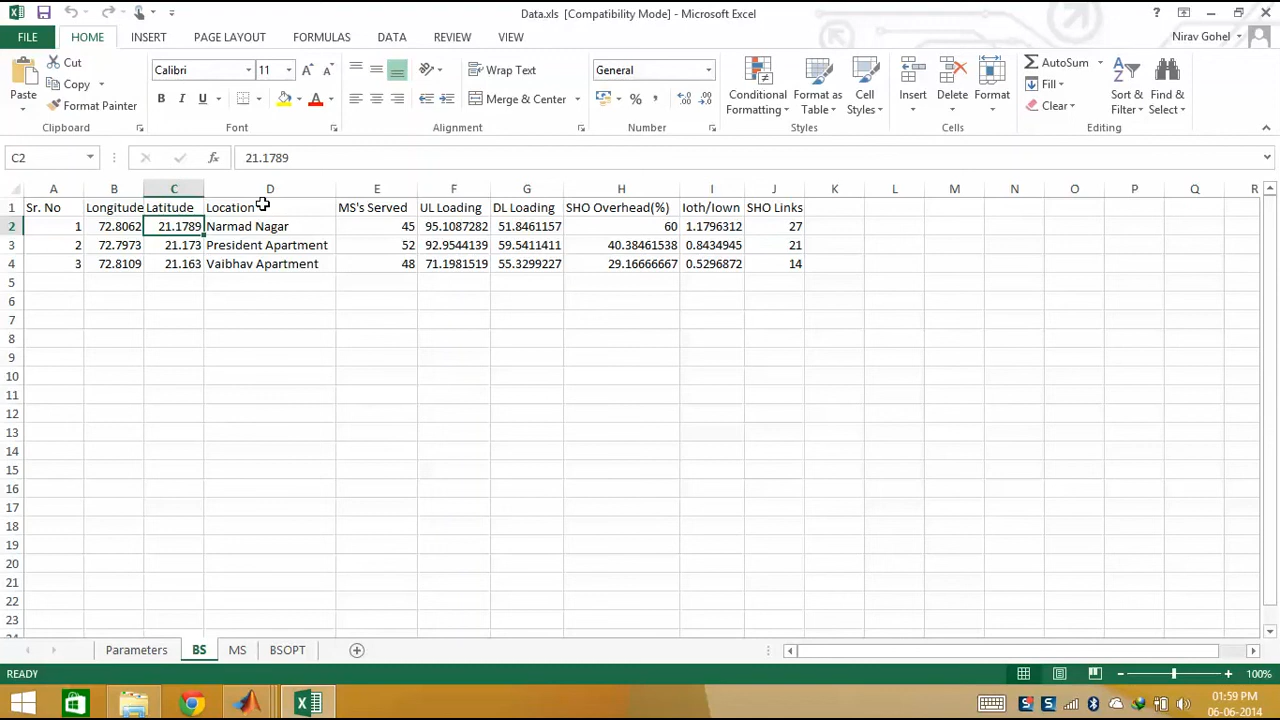 Data.xls [Compatibility Mode] - Microsoft Excel
?
FILE HOME INSERT PAGE LAYOUT FORMULAS DATA REVIEW VIEW Nirav Gohel
Paste Cut Copy Format Painter
Calibri 11
B I U
Wrap Text
Merge & Center
General
%
Conditional Formatting Format as Table Cell Styles
Insert Delete Format
AutoSum Fill Clear
Sort & Filter Find & Select
Clipboard Font Alignment Number Styles Cells Editing
C2 fx 21.1789
A B C D E F G H I J K L M N O P Q R
1 Sr. No Longitude Latitude Location MS's Served UL Loading DL Loading SHO Overhead(%) Ioth/Iown SHO Links
2 1 72.8062 21.1789 Narmad Nagar 45 95.1087282 51.8461157 60 1.1796312 27
3 2 72.7973 21.173 President Apartment 52 92.9544139 59.5411411 40.38461538 0.8434945 21
4 3 72.8109 21.163 Vaibhav Apartment 48 71.1981519 55.3299227 29.16666667 0.5296872 14
5
6
7
8
9
10
11
12
13
14
15
16
17
18
19
20
21
22
23
Parameters BS MS BSOPT
READY 100%
01:59 PM
06-06-2014